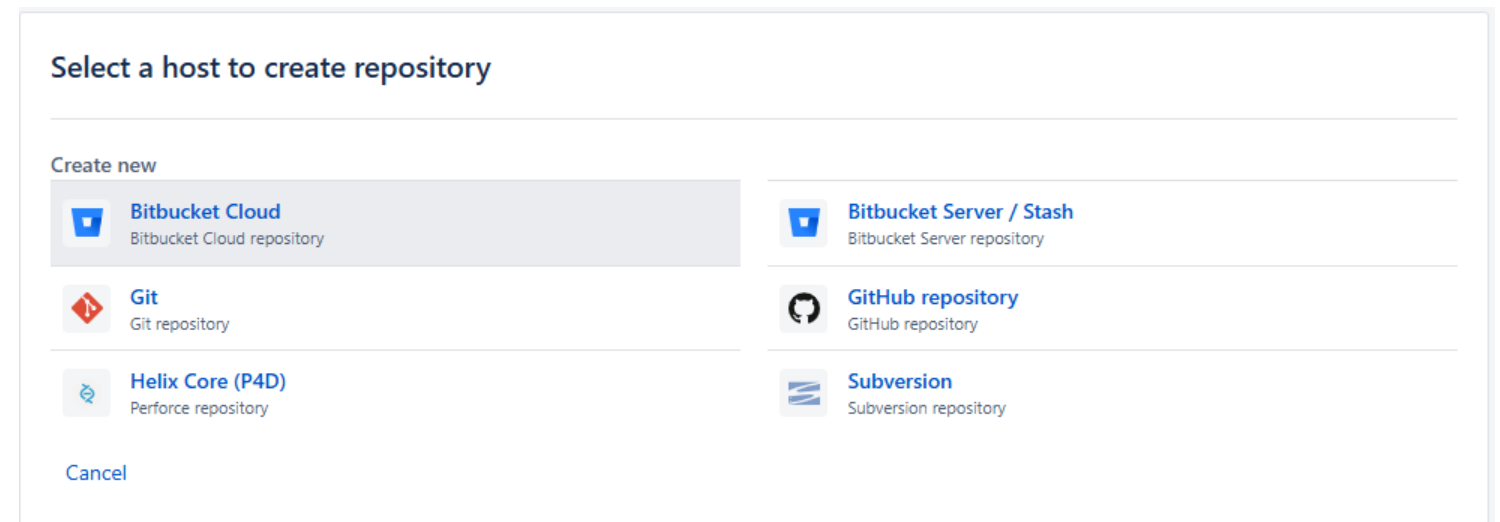 Select a host to create repository
Create new
Bitbucket Cloud
Bitbucket Cloud repository
Bitbucket Server / Stash
Bitbucket Server repository
Git
Git repository
GitHub repository
GitHub repository
Helix Core (P4D)
Perforce repository
Subversion
Subversion repository
Cancel